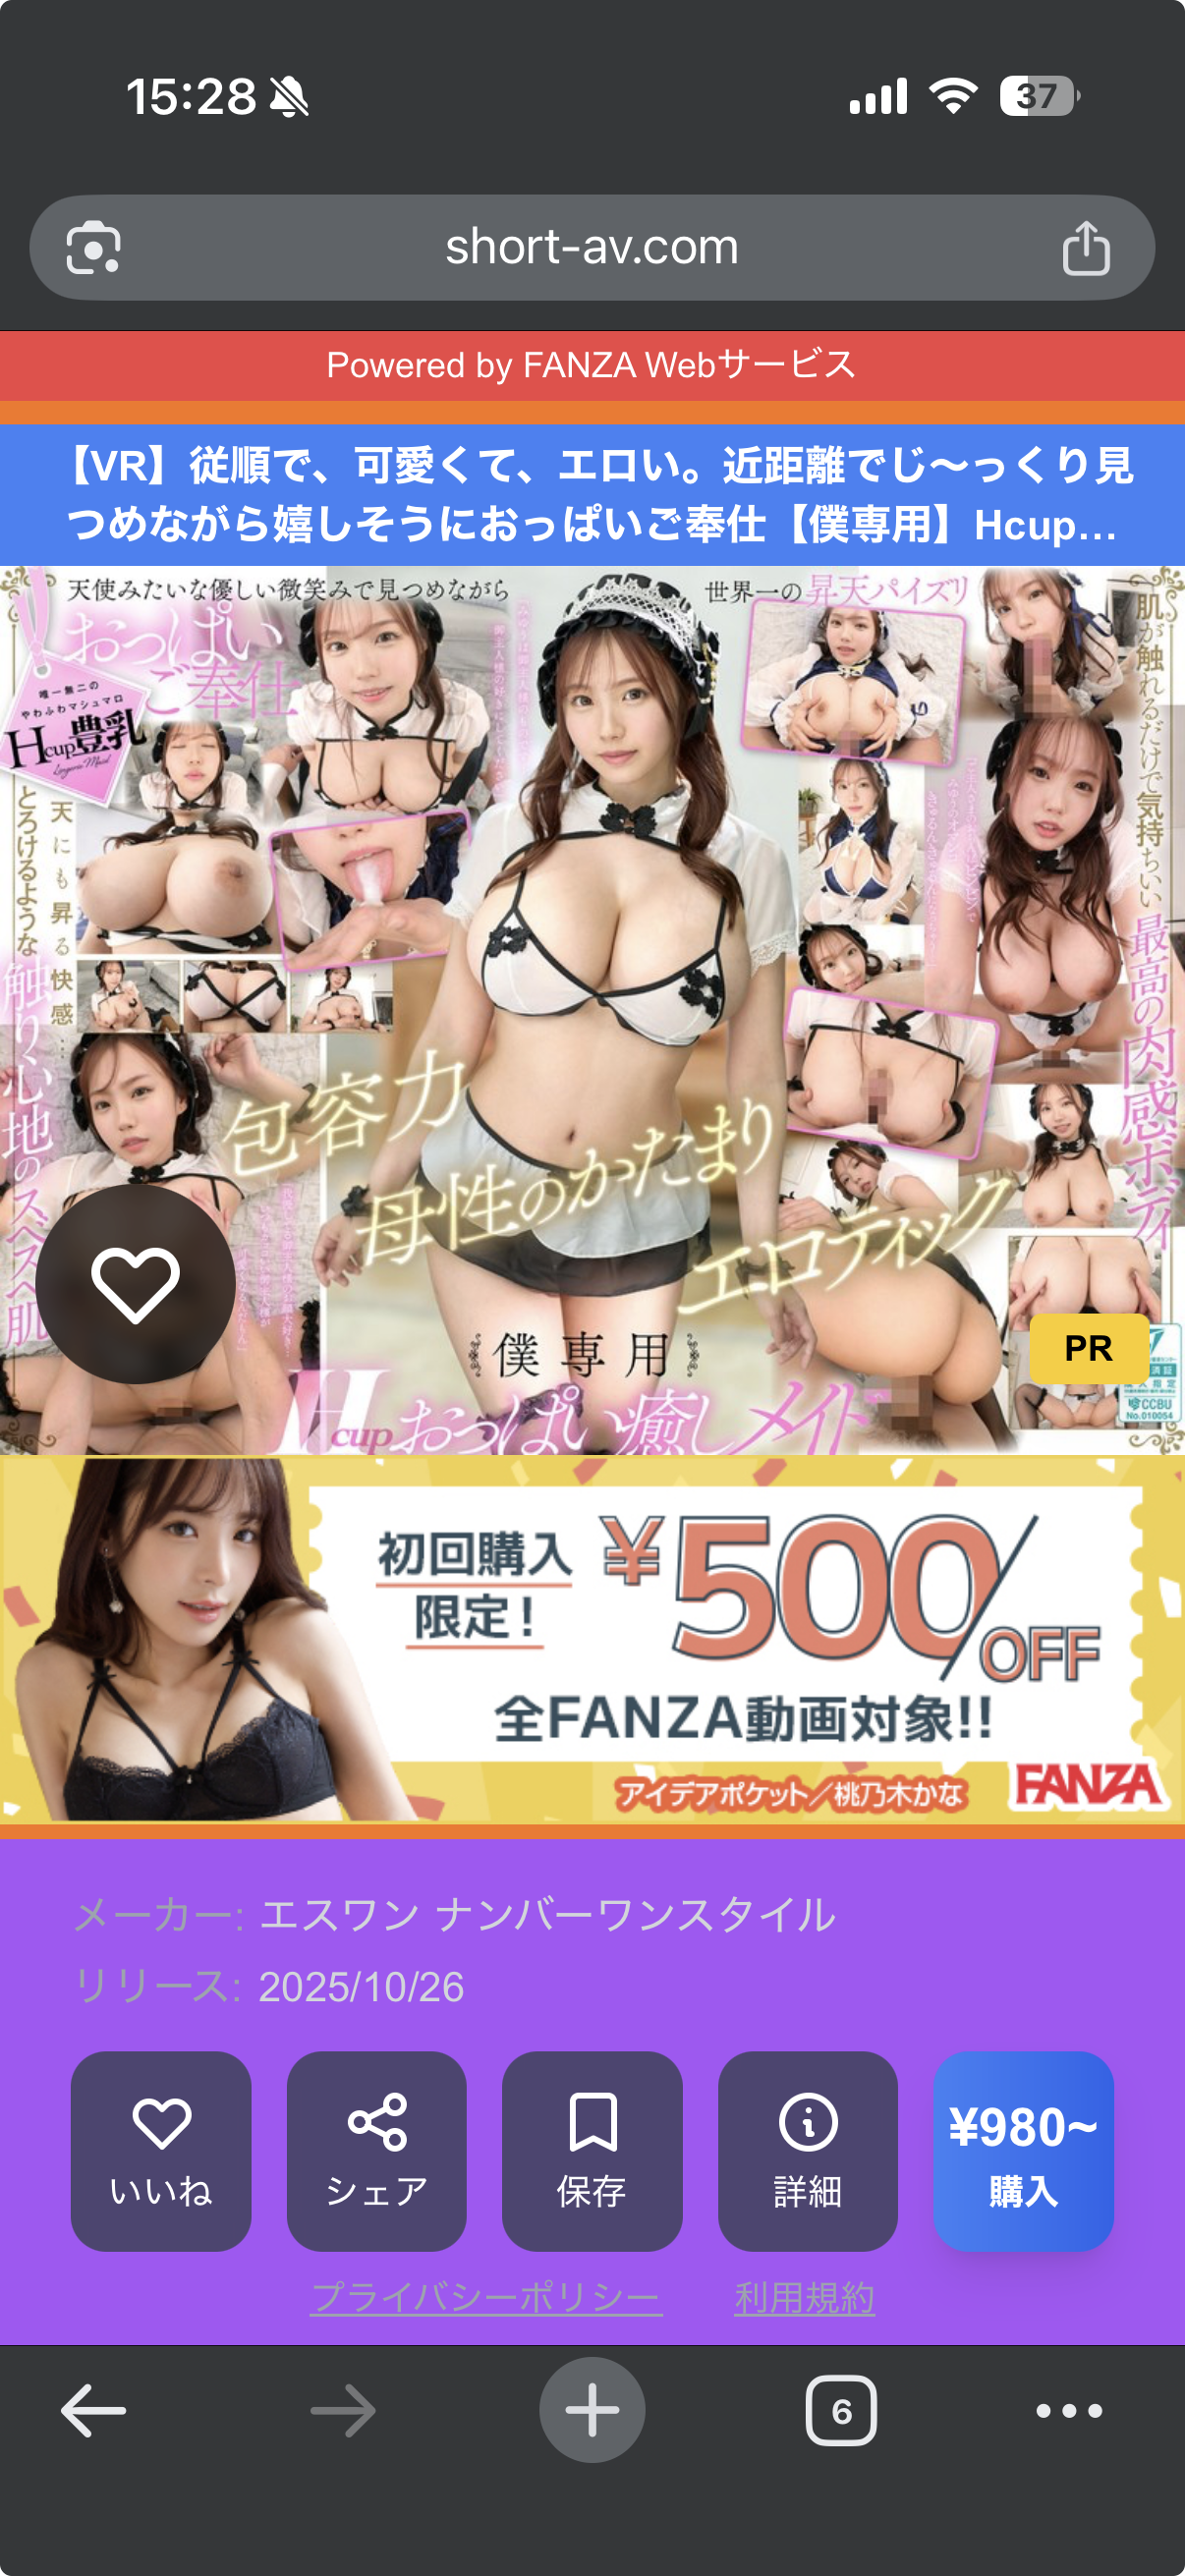 15:28
37
short-av.com
Powered by FANZA Webサービス
【VR】従順で、可愛くて、エロい。近距離でじ〜っくり見
つめながら嬉しそうにおっぱいご奉仕【僕専用】Hcup...
天使みたいな優しい微笑みで見つめながら
おっぱい
ご奉仕
唯一無二の
やわふわマシュマロ
Hcup豊乳
天にも昇る快感…
とろけるような
触り心地のスベスベ肌
世界一の昇天パイズリ
肌が触れるだけで気持ちいい
最高の肉感ボディ
包容力
母性のかたまり
エロティック
僕専用
Hcupおっぱい癒しメイド
PR
CCBU
No.010054
初回購入
限定!
¥500OFF
全FANZA動画対象!!
アイデアポケット/桃乃木かな
FANZA
メーカー: エスワン ナンバーワンスタイル
リリース: 2025/10/26
いいね
シェア
保存
詳細
¥980~
購入
プライバシーポリシー
利用規約
6